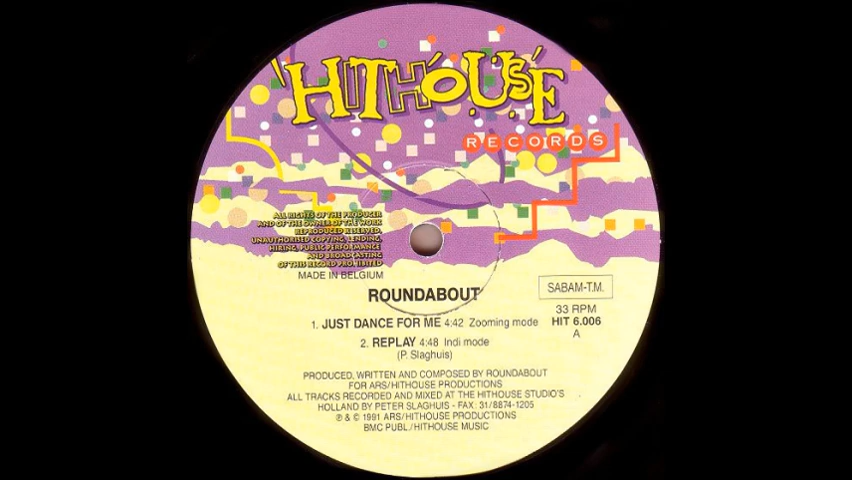 HITHOUSE
RECORDS
ALL RIGHTS OF THE PRODUCER
AND OF THE OWNER OF THE WORK
REPRODUCED RESERVED.
UNAUTHORISED COPYING, LENDING,
HIRING, PUBLIC PERFORMANCE
AND BROADCASTING
OF THIS RECORD PROHIBITED
MADE IN BELGIUM
SABAM-T.M.
ROUNDABOUT
33 RPM
HIT 6.006
A
1. JUST DANCE FOR ME 4:42 Zooming mode
2. REPLAY 4:48 Indi mode
(P. Slaghuis)
PRODUCED, WRITTEN AND COMPOSED BY ROUNDABOUT
FOR ARS/HITHOUSE PRODUCTIONS
ALL TRACKS RECORDED AND MIXED AT THE HITHOUSE STUDIO'S
HOLLAND BY PETER SLAGHUIS - FAX: 31/8874-1205
℗ & © 1991 ARS/HITHOUSE PRODUCTIONS
BMC PUBL./HITHOUSE MUSIC